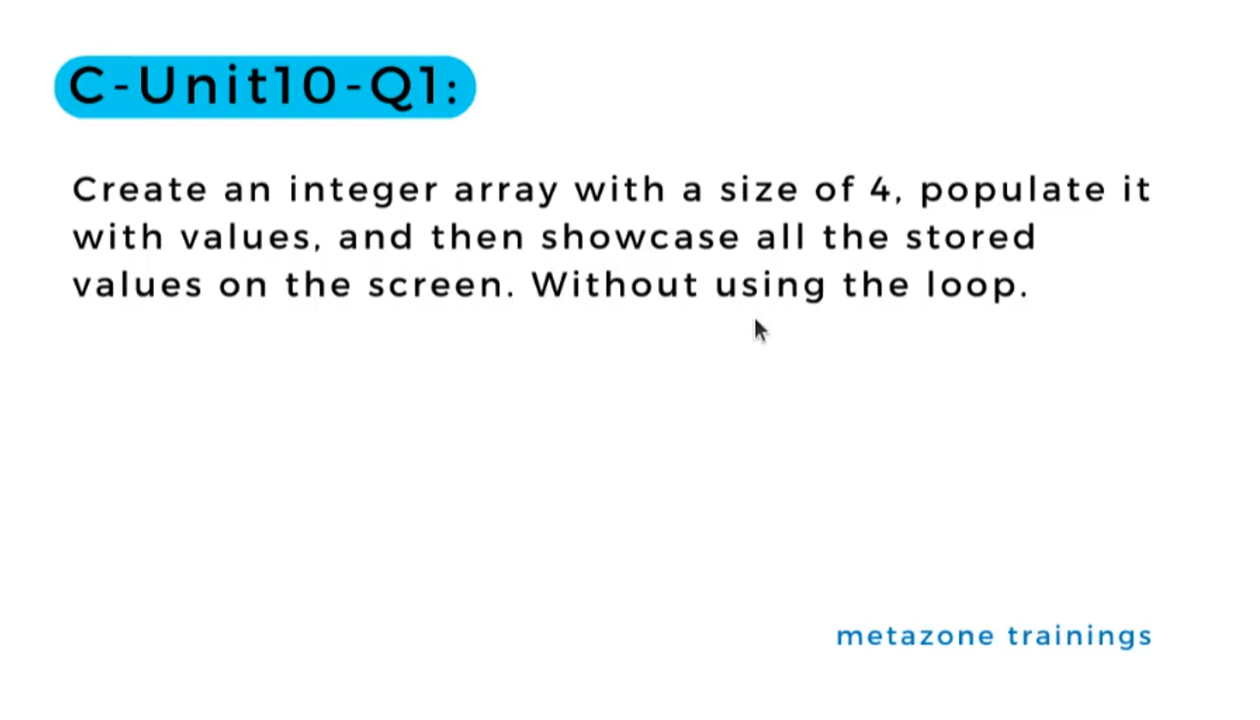 C-Unit10-Q1:
Create an integer array with a size of 4, populate it
with values, and then showcase all the stored
values on the screen. Without using the loop.
metazone trainings